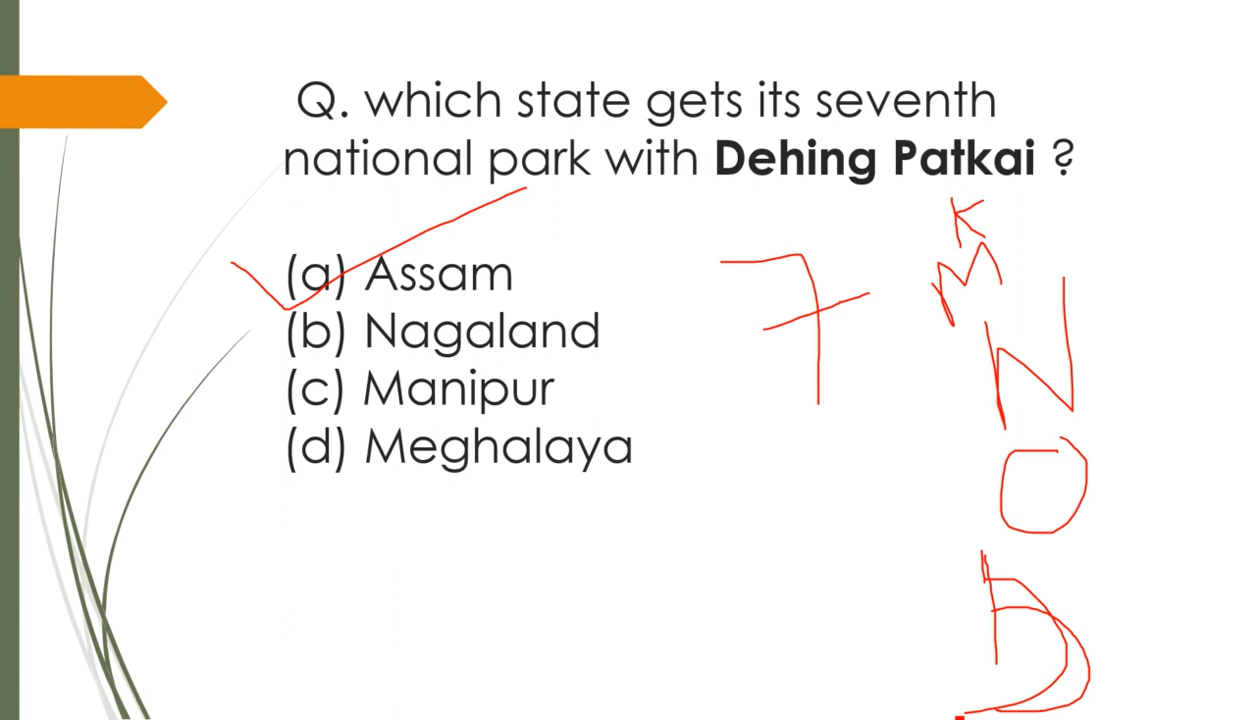 Q. which state gets its seventh
national park with Dehing Patkai ?
(a) Assam
(b) Nagaland
(c) Manipur
(d) Meghalaya
7
K
M
N
O
D